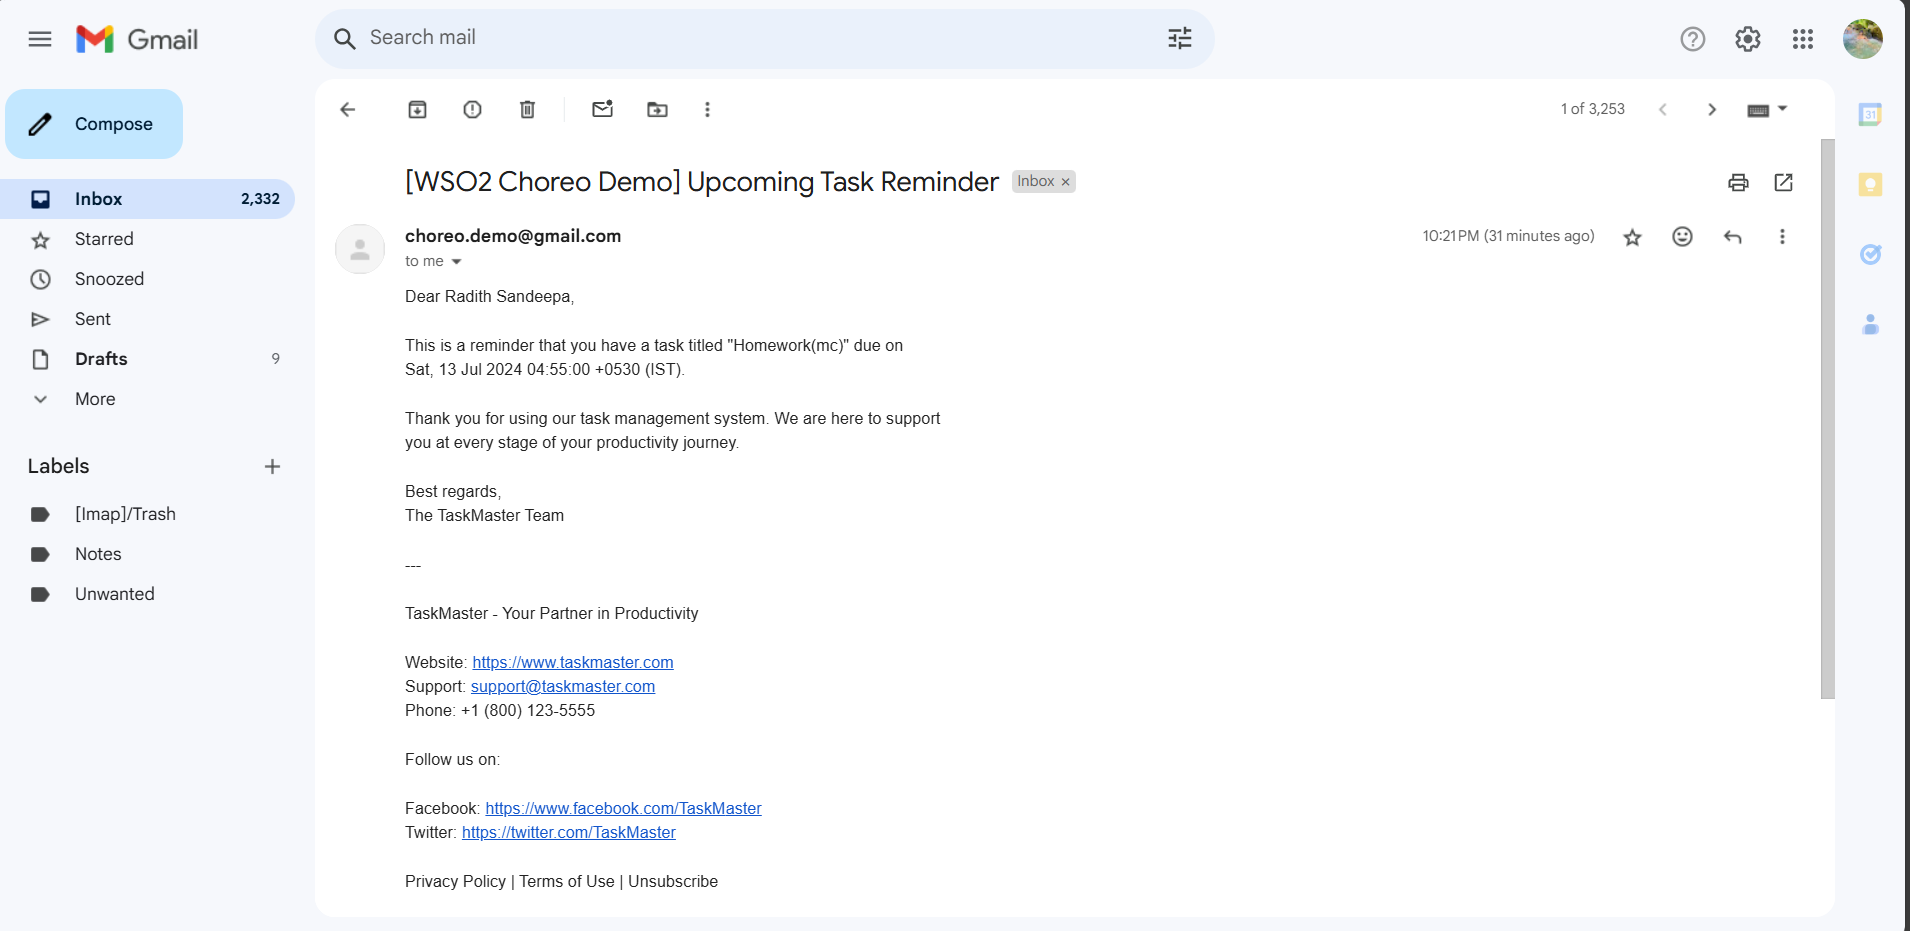 Gmail
Search mail
Compose
Inbox 2,332
Starred
Snoozed
Sent
Drafts 9
More
Labels
[Imap]/Trash
Notes
Unwanted
1 of 3,253
[WSO2 Choreo Demo] Upcoming Task Reminder Inbox ×
choreo.demo@gmail.com
10:21 PM (31 minutes ago)
to me
Dear Radith Sandeepa,
This is a reminder that you have a task titled "Homework(mc)" due on
Sat, 13 Jul 2024 04:55:00 +0530 (IST).
Thank you for using our task management system. We are here to support
you at every stage of your productivity journey.
Best regards,
The TaskMaster Team
---
TaskMaster - Your Partner in Productivity
Website: https://www.taskmaster.com
Support: support@taskmaster.com
Phone: +1 (800) 123-5555
Follow us on:
Facebook: https://www.facebook.com/TaskMaster
Twitter: https://twitter.com/TaskMaster
Privacy Policy | Terms of Use | Unsubscribe
31